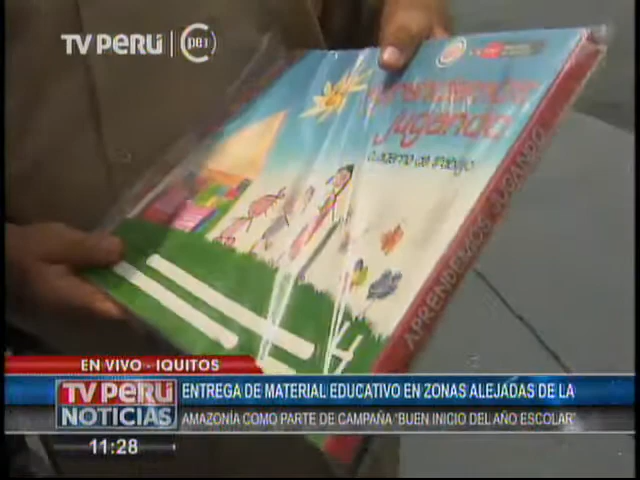 TV PERÚ
Aprendemos
jugando
Cuaderno de trabajo
APRENDEMOS JUGANDO
EN VIVO - IQUITOS
TV PERÚ
NOTICIAS
ENTREGA DE MATERIAL EDUCATIVO EN ZONAS ALEJADAS DE LA
AMAZONÍA COMO PARTE DE CAMPAÑA "BUEN INICIO DEL AÑO ESCOLAR"
11:28